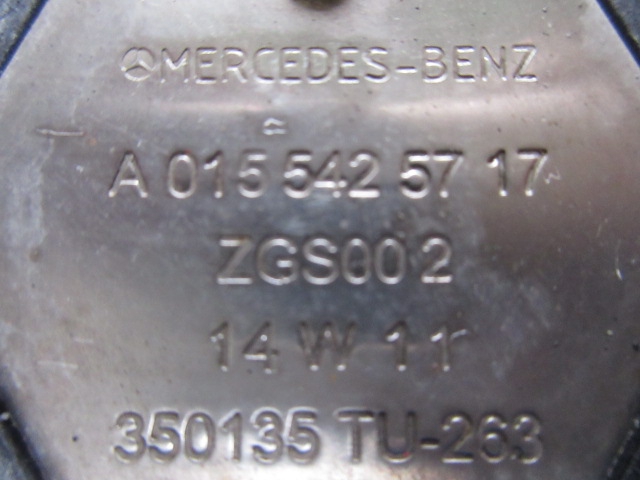 MERCEDES-BENZ
A 015 542 57 17
ZGS002
14 W 11
350135 TU-263